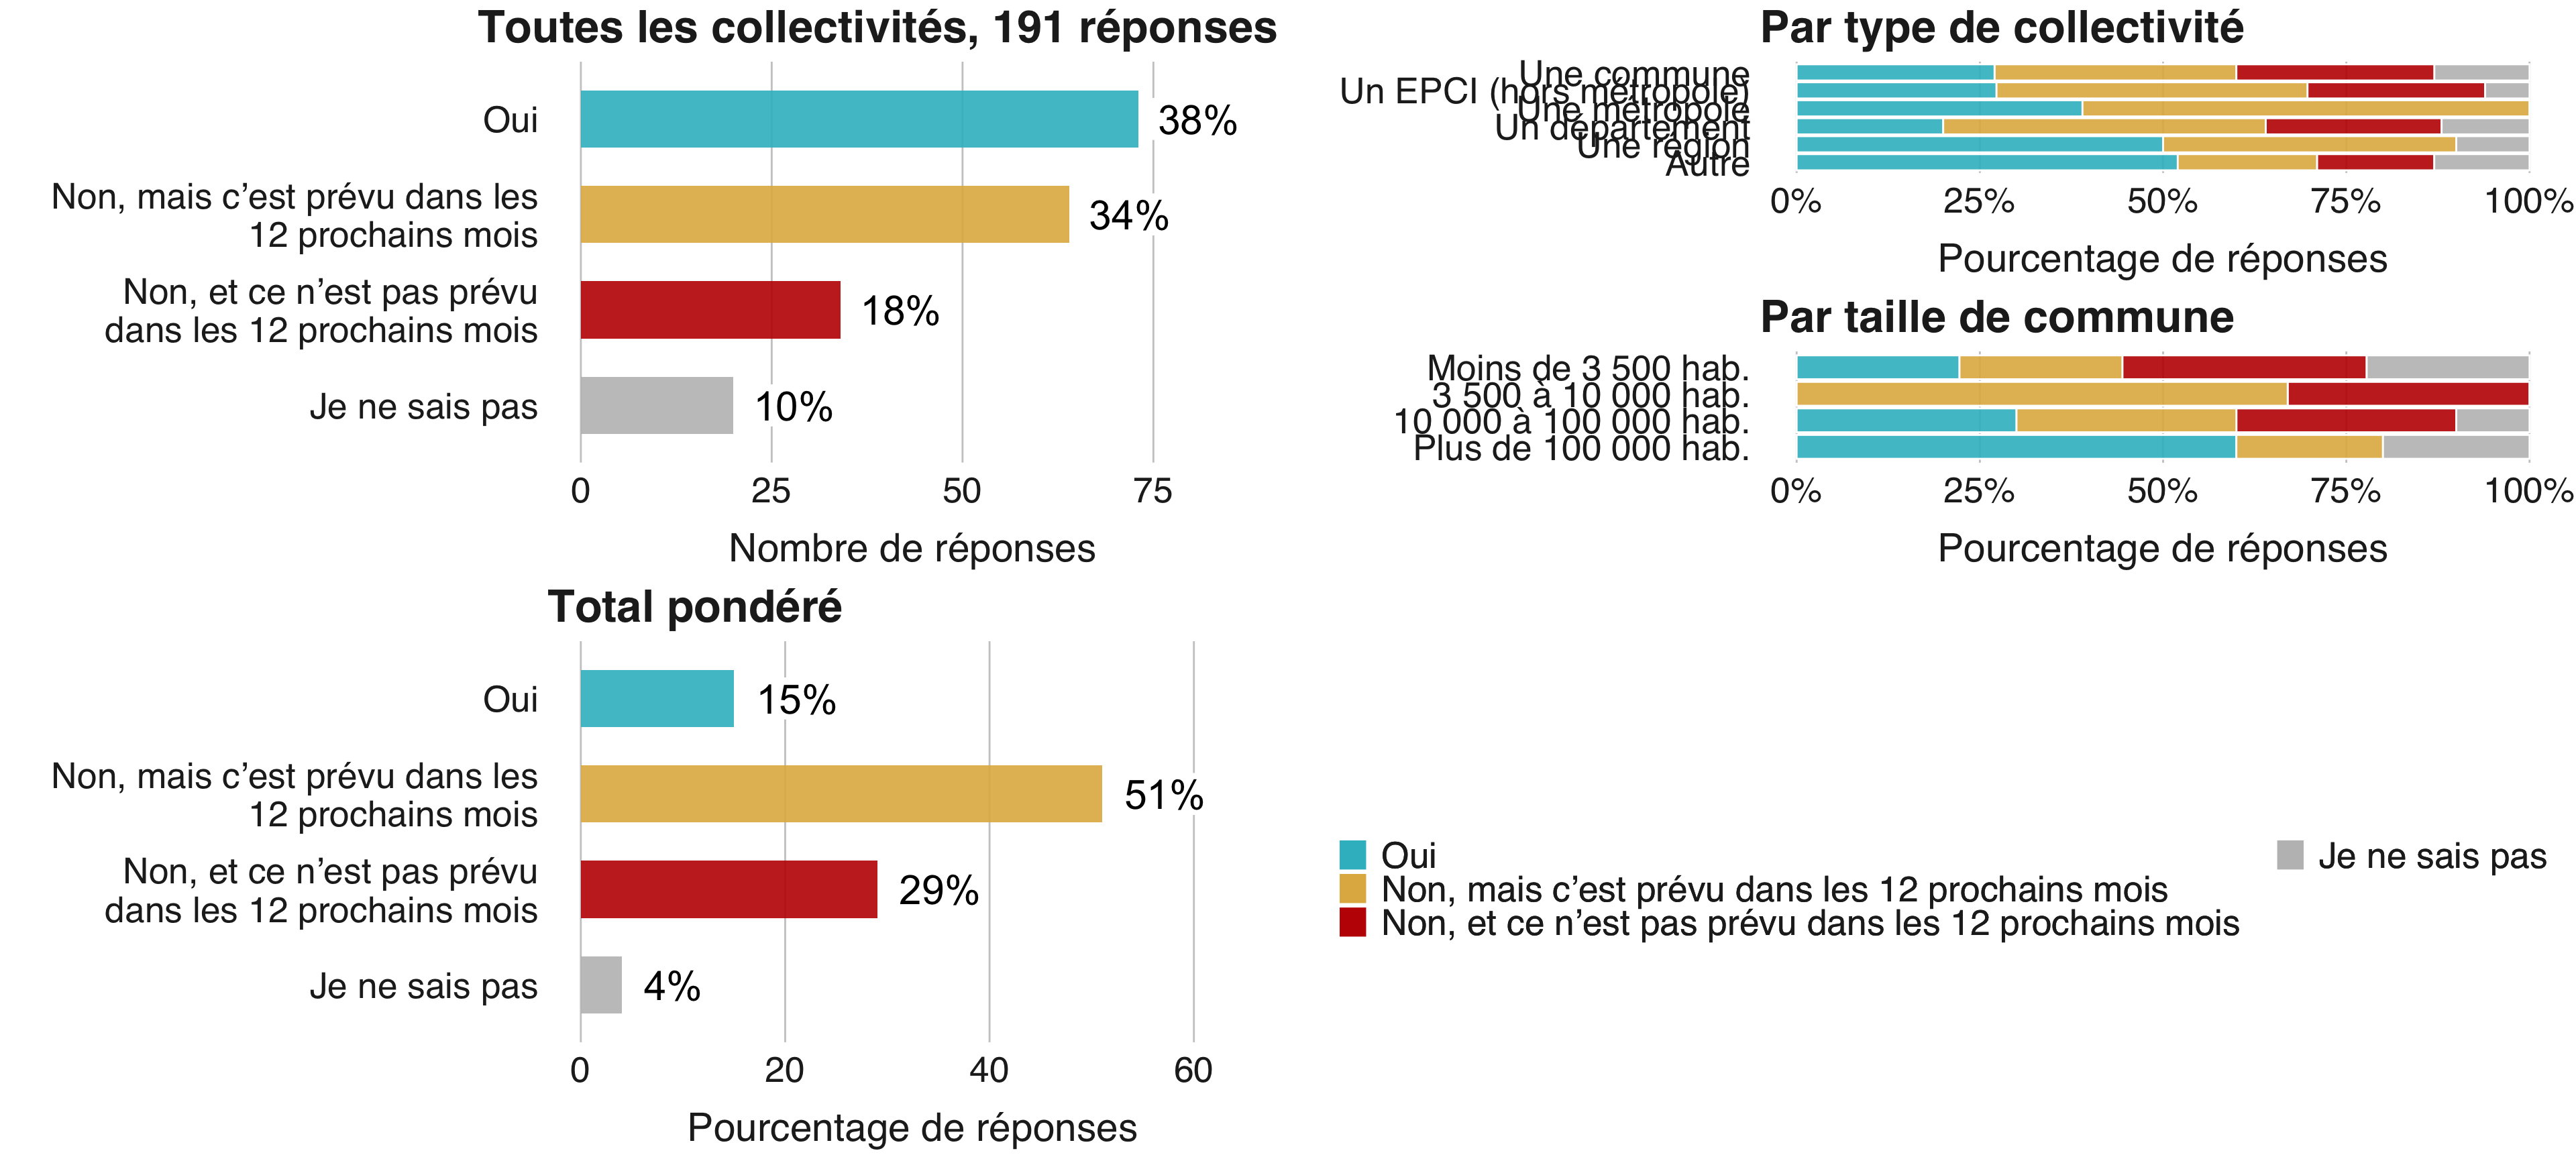 Toutes les collectivités, 191 réponses
Oui
38%
Non, mais c’est prévu dans les
12 prochains mois
34%
Non, et ce n’est pas prévu
dans les 12 prochains mois
18%
Je ne sais pas
10%
0 25 50 75
Nombre de réponses
Total pondéré
Oui
15%
Non, mais c’est prévu dans les
12 prochains mois
51%
Non, et ce n’est pas prévu
dans les 12 prochains mois
29%
Je ne sais pas
4%
0 20 40 60
Pourcentage de réponses
Par type de collectivité
Une commune
Un EPCI (hors métropole)
Une métropole
Un département
Une région
Autre
0% 25% 50% 75% 100%
Pourcentage de réponses
Par taille de commune
Moins de 3 500 hab.
3 500 à 10 000 hab.
10 000 à 100 000 hab.
Plus de 100 000 hab.
0% 25% 50% 75% 100%
Pourcentage de réponses
Oui
Non, mais c’est prévu dans les 12 prochains mois
Non, et ce n’est pas prévu dans les 12 prochains mois
Je ne sais pas